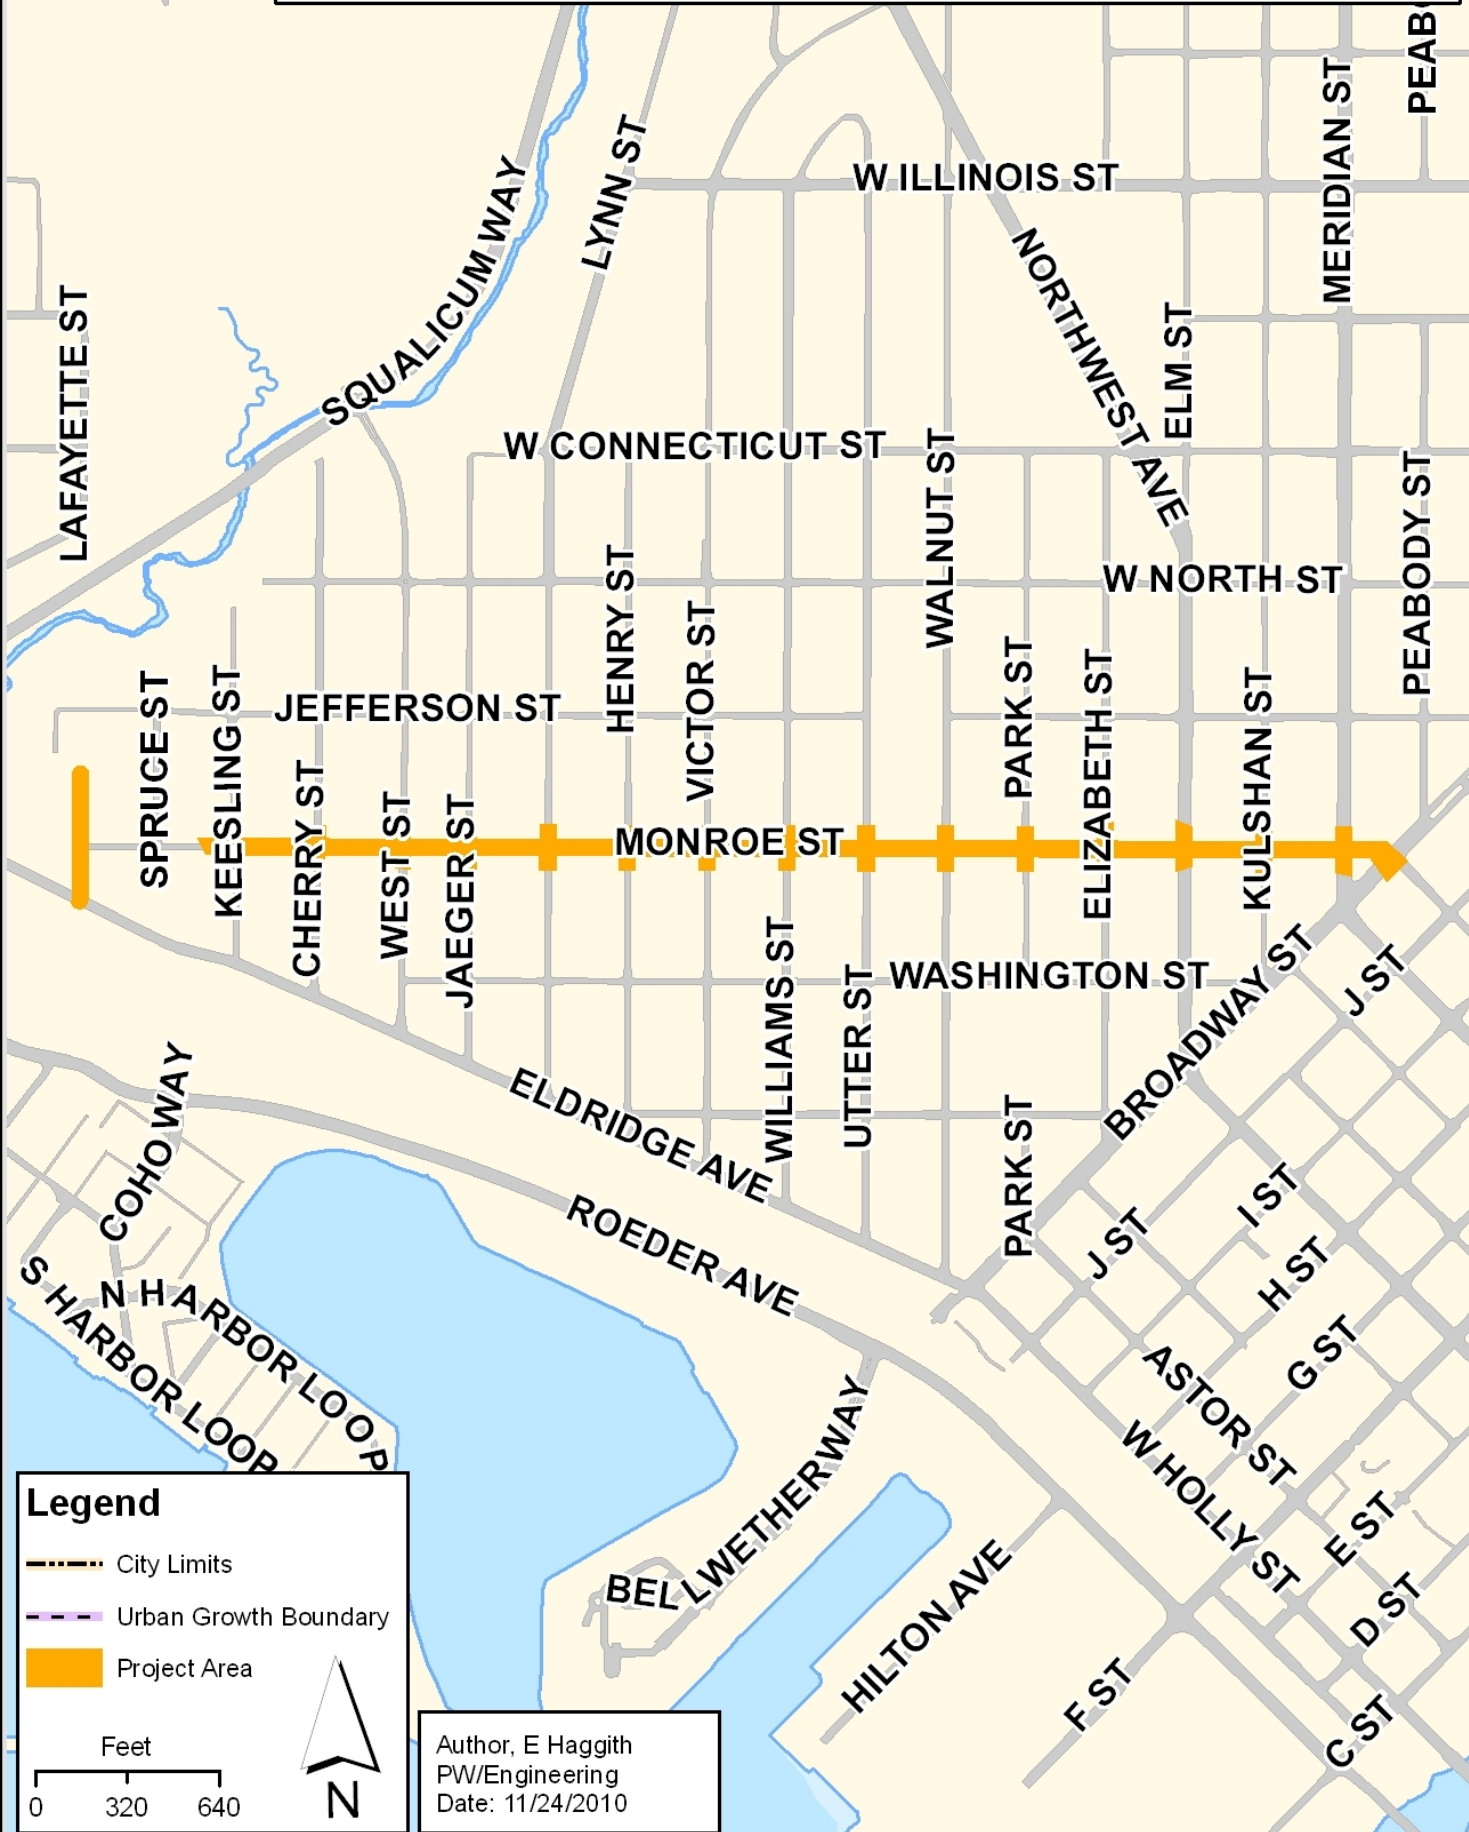 PEAB
MERIDIAN ST
LYNN ST
W ILLINOIS ST
SQUALICUM WAY
NORTHWEST AVE
LAFAYETTE ST
ELM ST
W CONNECTICUT ST
WALNUT ST
PEABODY ST
HENRY ST
W NORTH ST
VICTOR ST
PARK ST
ELIZABETH ST
SPRUCE ST
KEESLING ST
JEFFERSON ST
KULSHAN ST
CHERRY ST
WEST ST
JAEGER ST
MONROE ST
WILLIAMS ST
UTTER ST
WASHINGTON ST
BROADWAY ST
J ST
COHO WAY
ELDRIDGE AVE
PARK ST
ROEDER AVE
J ST
I ST
H ST
S HARBOR LOOP
N HARBOR LOOP
G ST
ASTOR ST
BELLWETHER WAY
W HOLLY ST
E ST
HILTON AVE
D ST
F ST
C ST
Legend
City Limits
Urban Growth Boundary
Project Area
Feet
0 320 640
N
Author, E Haggith
PW/Engineering
Date: 11/24/2010